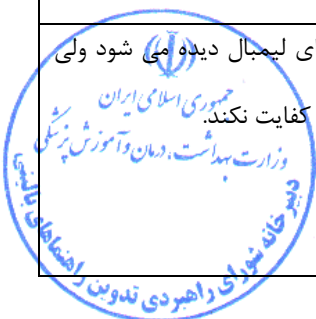 ای لیمبال دیده می شود ولی
جمهوری اسلامی ایران
کفایت نکند.
وزارت بهداشت، درمان و آموزش پزشکی
دبیرخانه شورای راهبردی تدوین راهنماهای بالینی